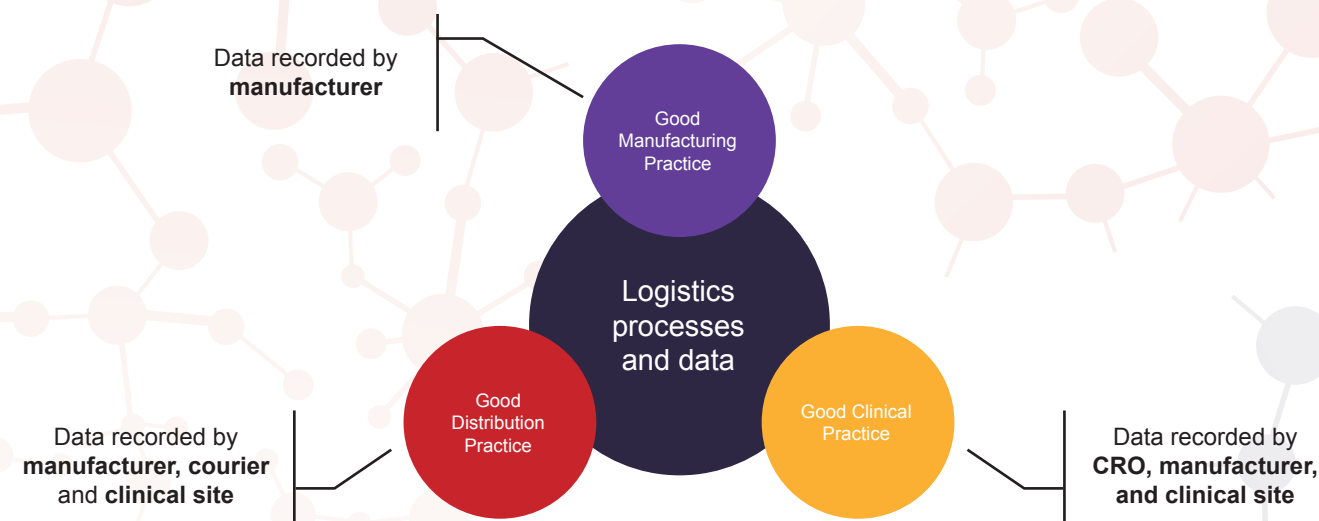 Data recorded by
manufacturer
Good
Manufacturing
Practice
Logistics
processes
and data
Good
Distribution
Practice
Good Clinical
Practice
Data recorded by
manufacturer, courier
and clinical site
Data recorded by
CRO, manufacturer,
and clinical site